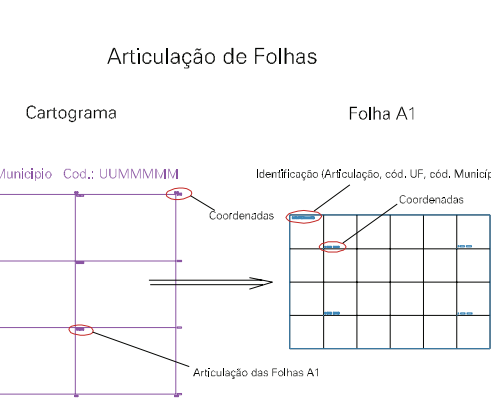 Articulação de Folhas
Cartograma
Folha A1
Municipio Cod.: UUMMMMM
Identificação (Articulação, cód. UF, cód. Municíp
Coordenadas
Coordenadas
Articulação das Folhas A1